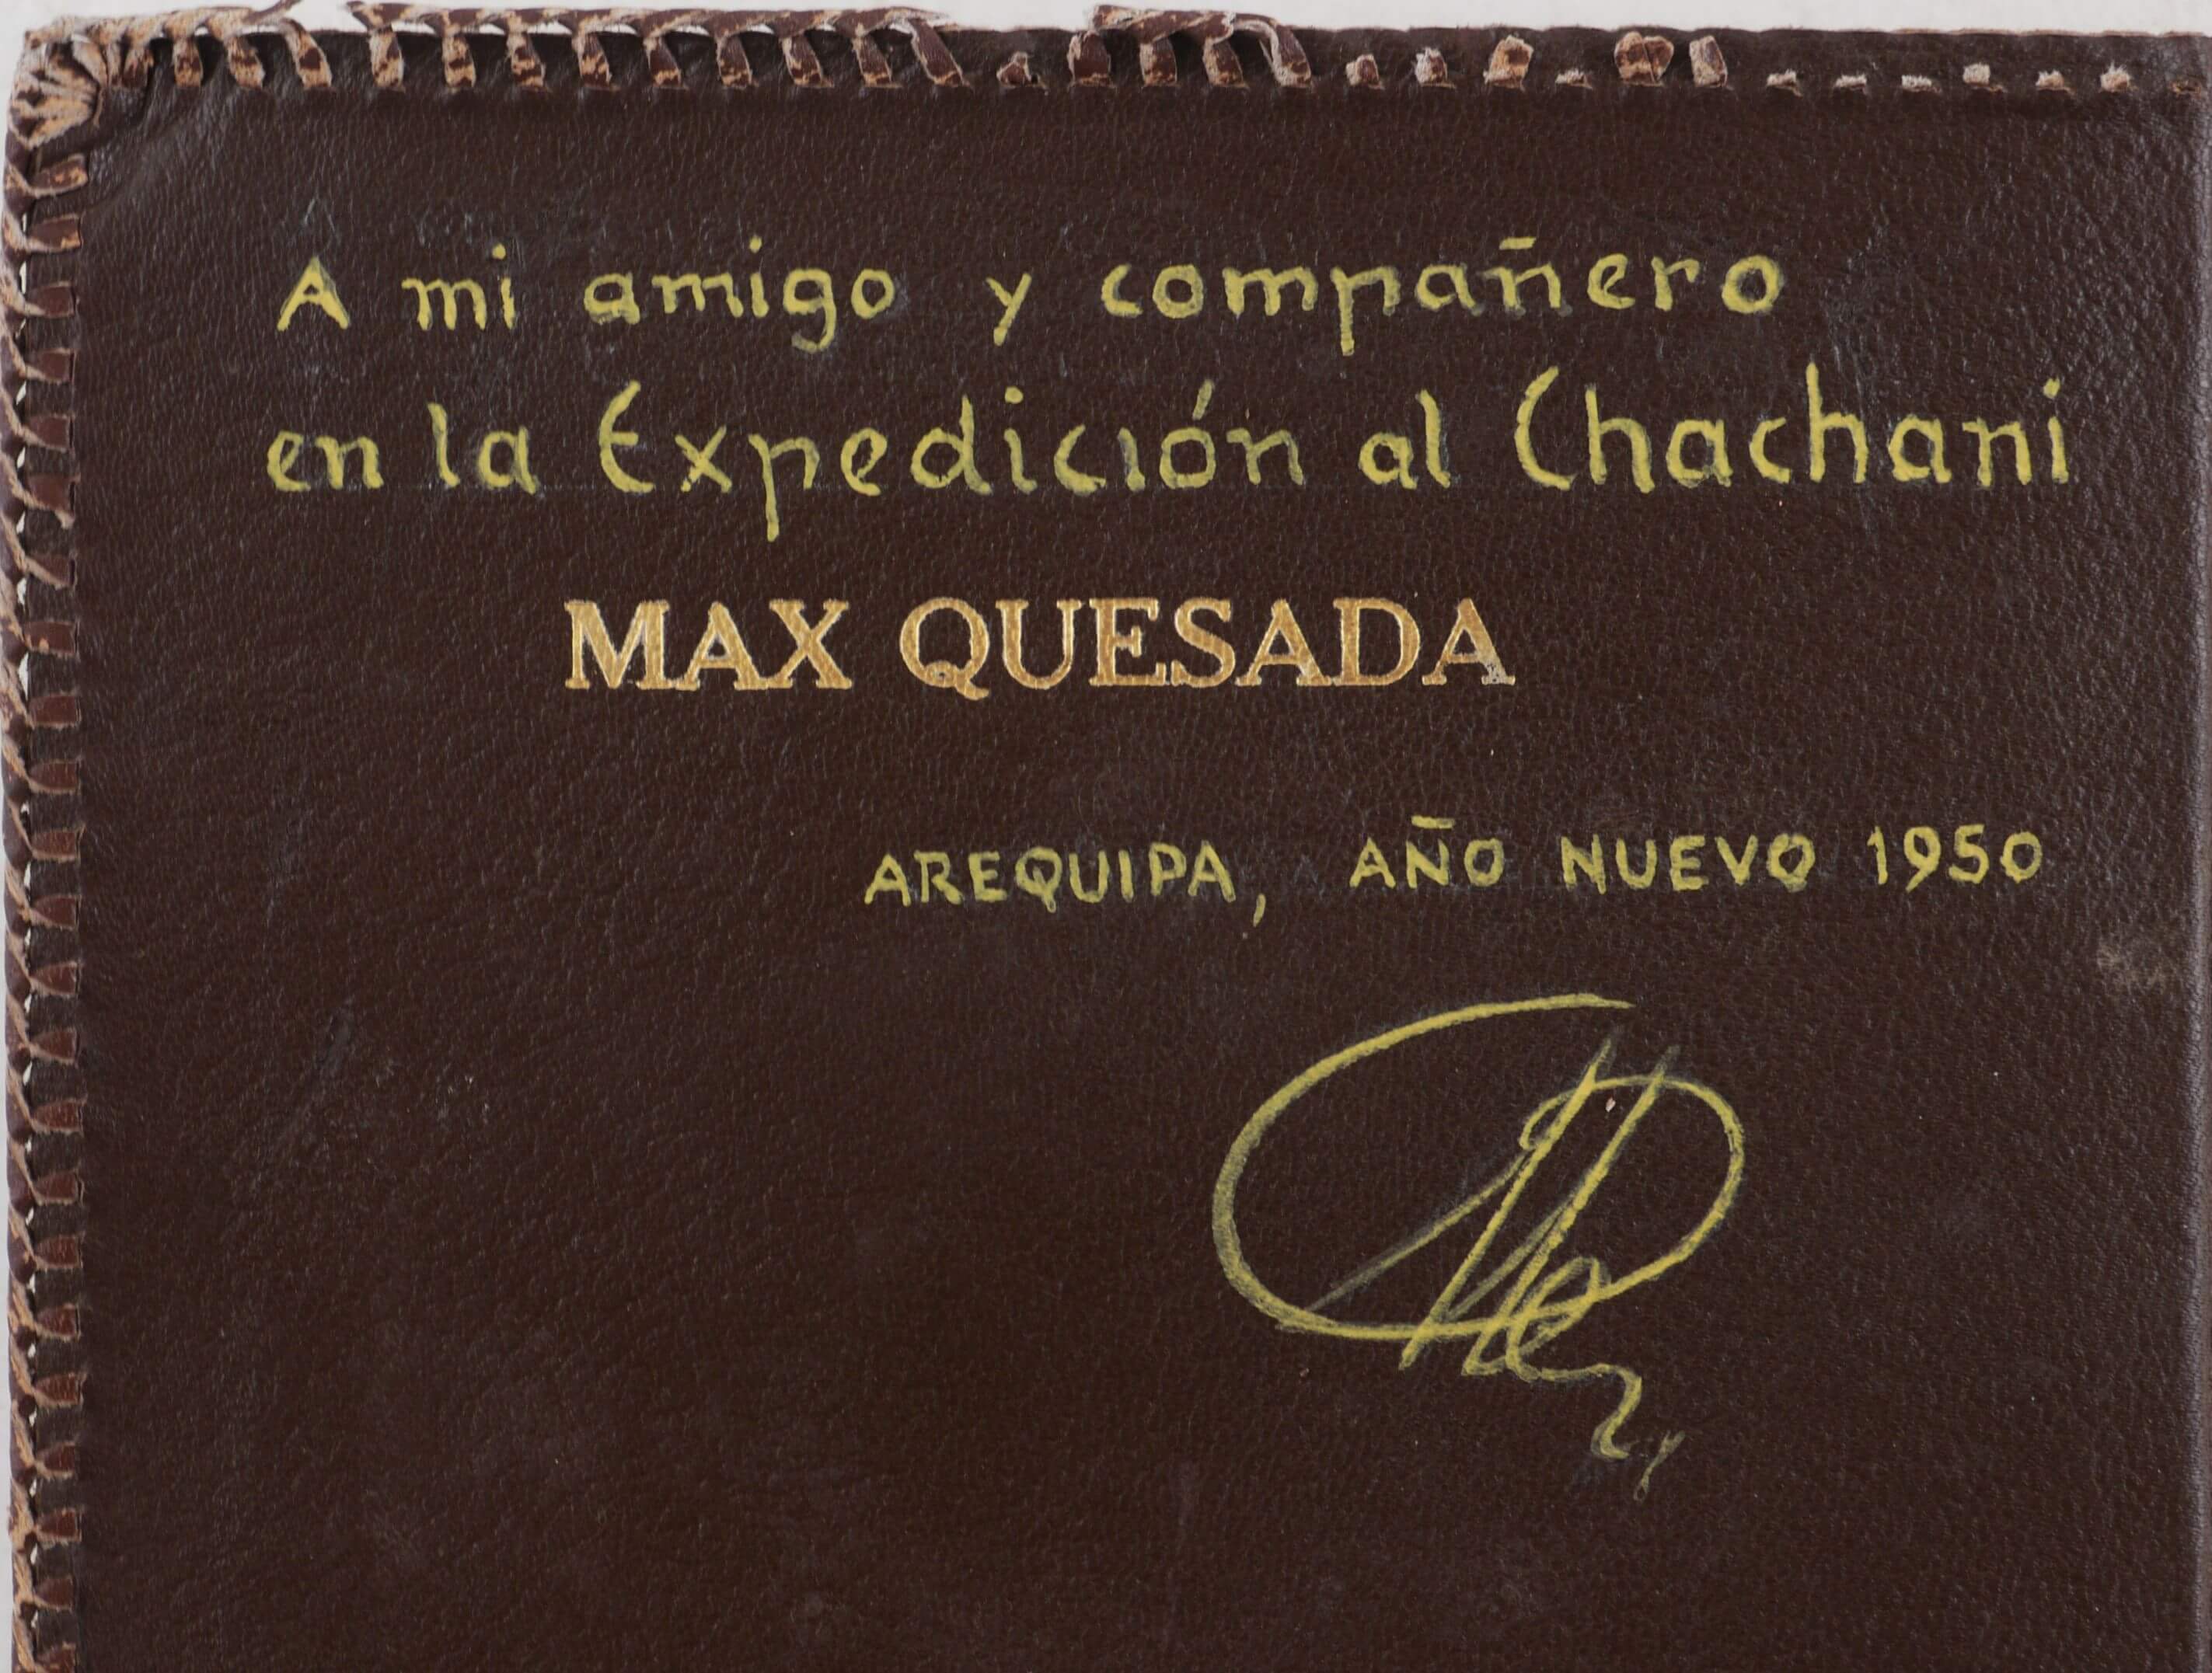 A mi amigo y compañero
en la Expedición al Chachani
MAX QUESADA
AREQUIPA, AÑO NUEVO 1950